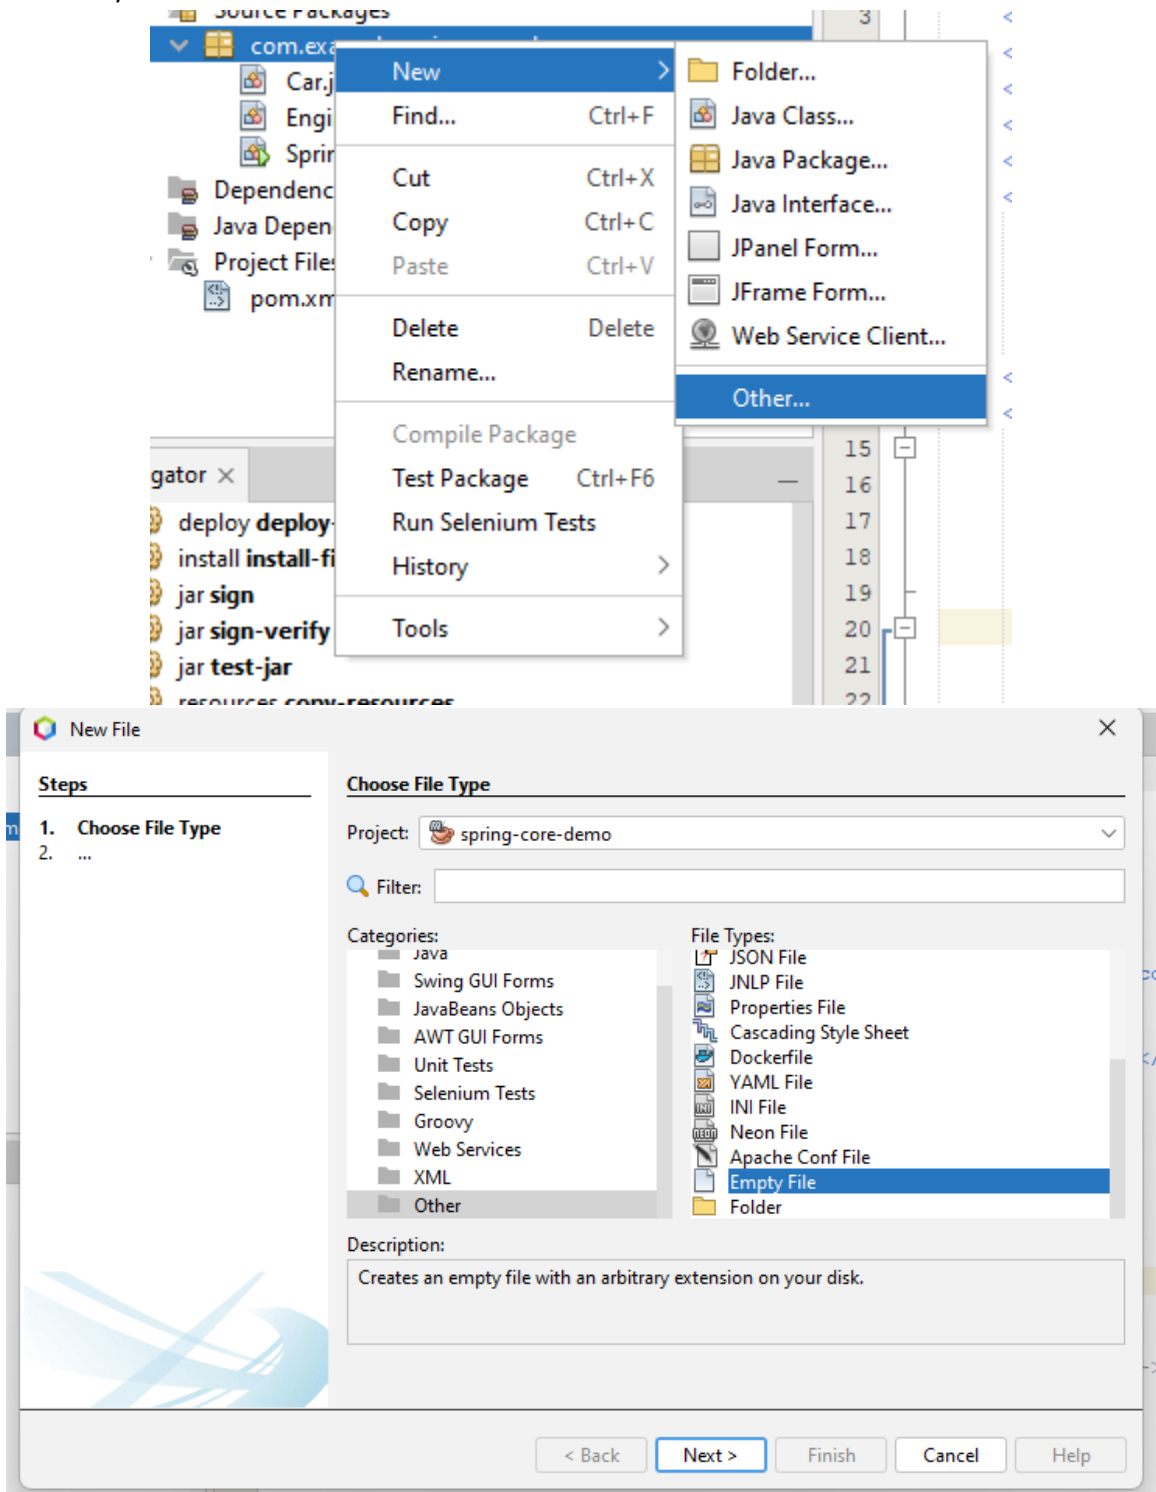 Source Packages
3
com.exa
New
Folder...
Car.j
Find... Ctrl+F
Java Class...
Engi
Java Package...
Sprin
Cut Ctrl+X
Dependenc
Java Interface...
Java Depen
Copy Ctrl+C
JPanel Form...
Project Files
Paste Ctrl+V
JFrame Form...
pom.xm
Delete Delete
Web Service Client...
Rename...
Other...
Compile Package
15
gator ×
Test Package Ctrl+F6
16
deploy deploy-
Run Selenium Tests
17
install install-fi
History
18
jar sign
19
jar sign-verify
Tools
20
jar test-jar
21
resources copy-resources
22
New File
Steps
Choose File Type
1. Choose File Type
Project: spring-core-demo
2. ...
Filter:
Categories:
File Types:
Java
JSON File
Swing GUI Forms
JNLP File
JavaBeans Objects
Properties File
AWT GUI Forms
Cascading Style Sheet
Unit Tests
Dockerfile
Selenium Tests
YAML File
Groovy
INI File
Web Services
Neon File
XML
Apache Conf File
Other
Empty File
Folder
Description:
Creates an empty file with an arbitrary extension on your disk.
< Back Next > Finish Cancel Help